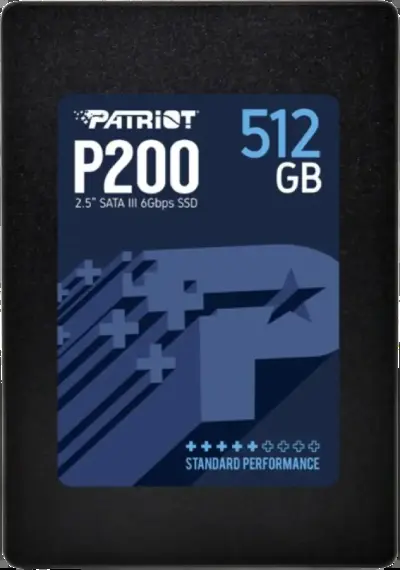 PATRIOT
P200
2.5" SATA III 6Gbps SSD
512
GB
STANDARD PERFORMANCE